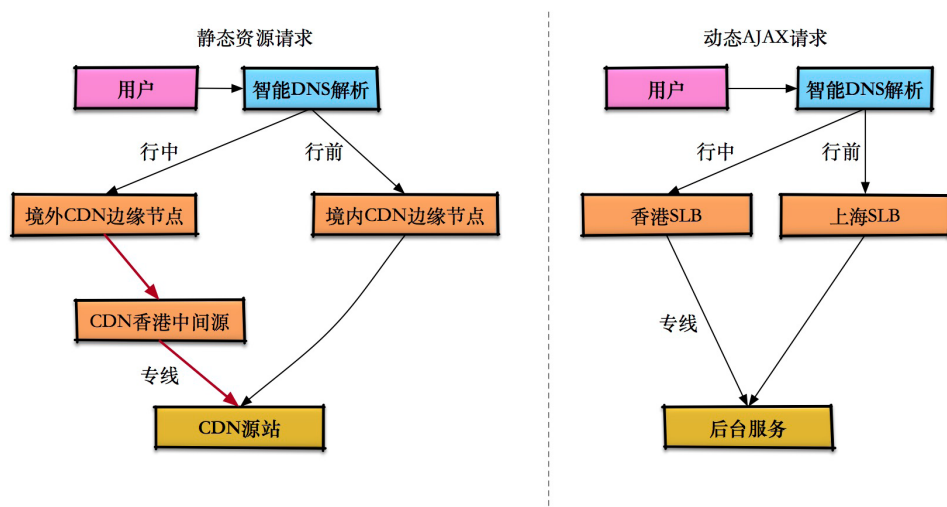 静态资源请求
用户
智能DNS解析
行中
行前
境外CDN边缘节点
境内CDN边缘节点
CDN香港中间源
专线
CDN源站
动态AJAX请求
用户
智能DNS解析
行中
行前
香港SLB
上海SLB
专线
后台服务